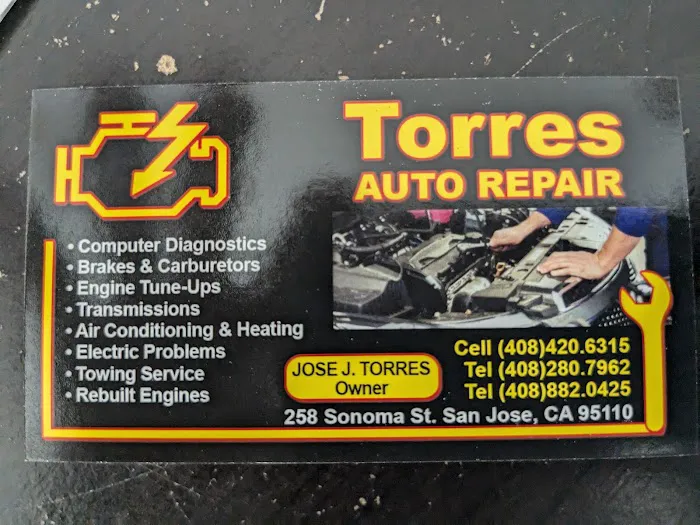 Torres
AUTO REPAIR
• Computer Diagnostics
• Brakes & Carburetors
• Engine Tune-Ups
• Transmissions
• Air Conditioning & Heating
• Electric Problems
• Towing Service
• Rebuilt Engines
JOSE J. TORRES
Owner
Cell (408)420.6315
Tel (408)280.7962
Tel (408)882.0425
258 Sonoma St. San Jose, CA 95110